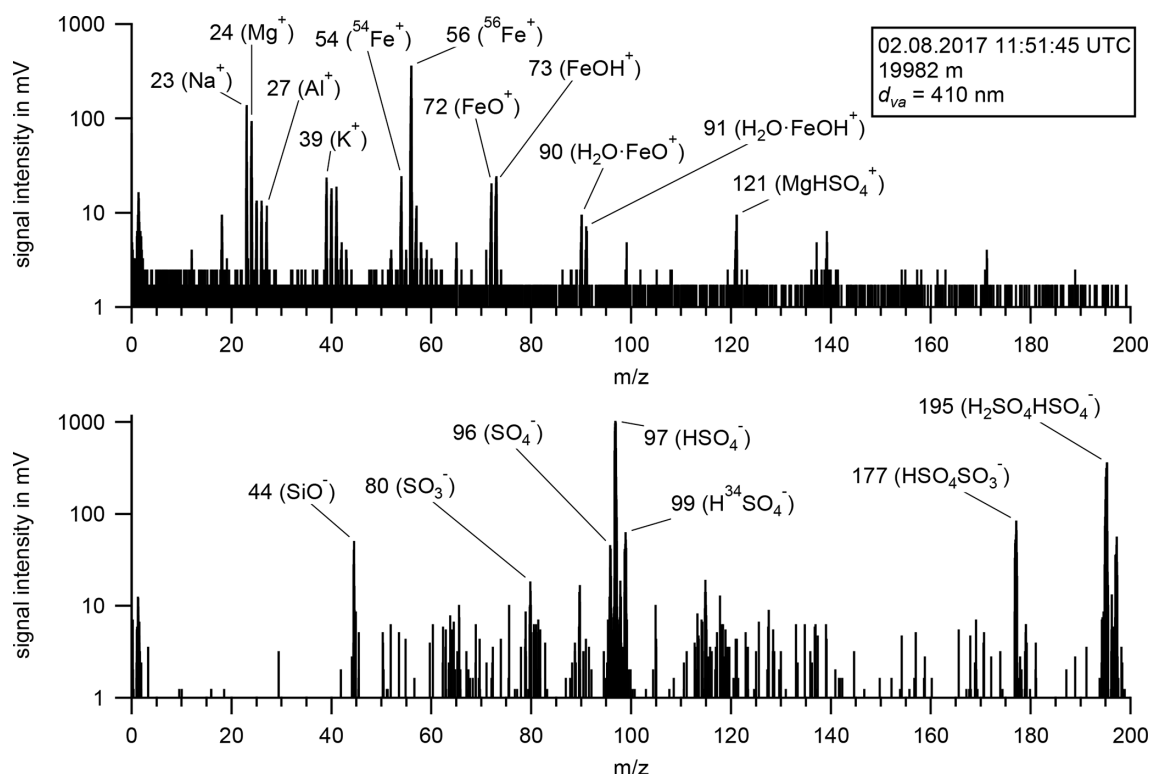 signal intensity in mV
1000
100
10
1
24 (Mg⁺)
54 (⁵⁴Fe⁺)
56 (⁵⁶Fe⁺)
23 (Na⁺)
27 (Al⁺)
73 (FeOH⁺)
72 (FeO⁺)
39 (K⁺)
90 (H₂O·FeO⁺)
91 (H₂O·FeOH⁺)
121 (MgHSO₄⁺)
02.08.2017 11:51:45 UTC
19982 m
dᵥₐ = 410 nm
0 20 40 60 80 100 120 140 160 180 200
m/z
signal intensity in mV
1000
100
10
1
195 (H₂SO₄HSO₄⁻)
96 (SO₄⁻)
97 (HSO₄⁻)
177 (HSO₄SO₃⁻)
44 (SiO⁻)
80 (SO₃⁻)
99 (H³⁴SO₄⁻)
0 20 40 60 80 100 120 140 160 180 200
m/z